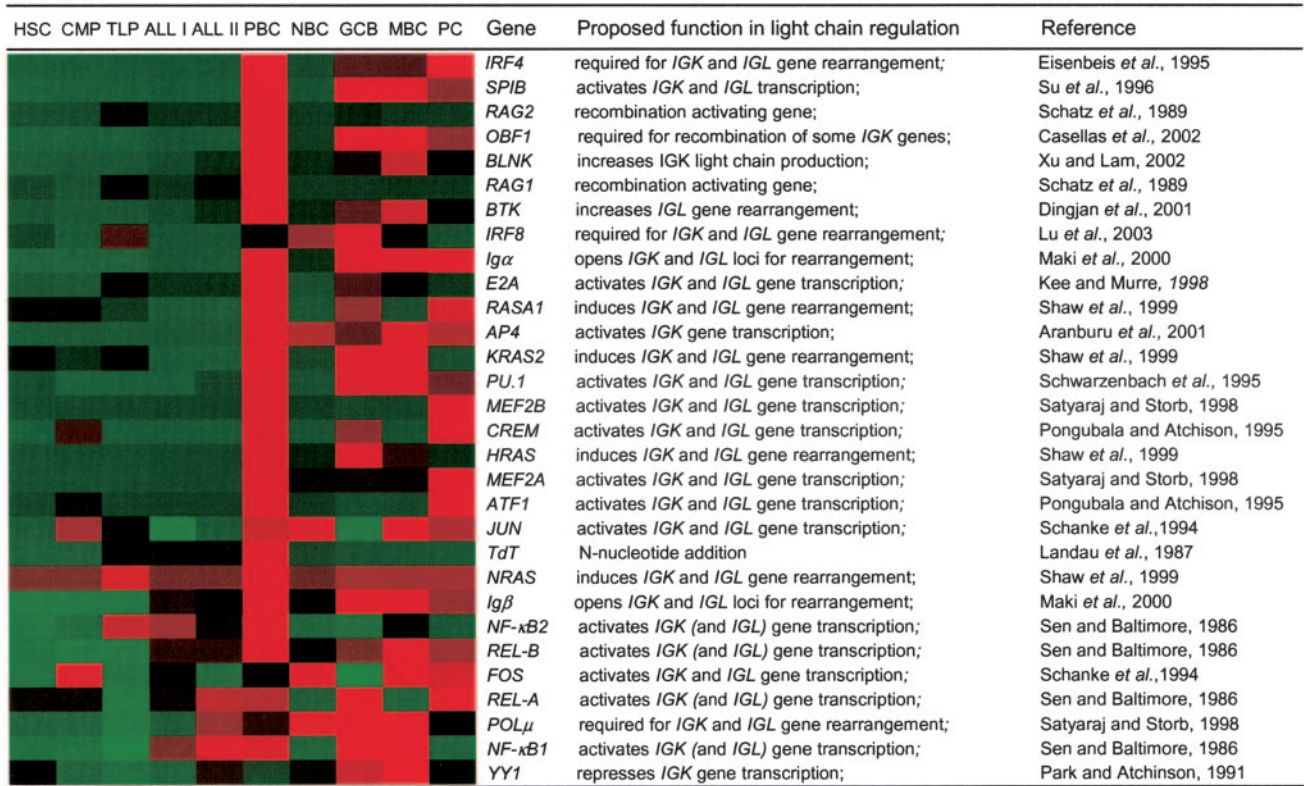 HSC CMP TLP ALL I ALL II PBC NBC GCB MBC PC Gene Proposed function in light chain regulation Reference
IRF4 required for IGK and IGL gene rearrangement; Eisenbeis et al., 1995
SPIB activates IGK and IGL transcription; Su et al., 1996
RAG2 recombination activating gene; Schatz et al., 1989
OBF1 required for recombination of some IGK genes; Casellas et al., 2002
BLNK increases IGK light chain production; Xu and Lam, 2002
RAG1 recombination activating gene; Schatz et al., 1989
BTK increases IGL gene rearrangement; Dingjan et al., 2001
IRF8 required for IGK and IGL gene rearrangement; Lu et al., 2003
Igα opens IGK and IGL loci for rearrangement; Maki et al., 2000
E2A activates IGK and IGL gene transcription; Kee and Murre, 1998
RASA1 induces IGK and IGL gene rearrangement; Shaw et al., 1999
AP4 activates IGK gene transcription; Aranburu et al., 2001
KRAS2 induces IGK and IGL gene rearrangement; Shaw et al., 1999
PU.1 activates IGK and IGL gene transcription; Schwarzenbach et al., 1995
MEF2B activates IGK and IGL gene transcription; Satyaraj and Storb, 1998
CREM activates IGK and IGL gene transcription; Pongubala and Atchison, 1995
HRAS induces IGK and IGL gene rearrangement; Shaw et al., 1999
MEF2A activates IGK and IGL gene transcription; Satyaraj and Storb, 1998
ATF1 activates IGK and IGL gene transcription; Pongubala and Atchison, 1995
JUN activates IGK and IGL gene transcription; Schanke et al.,1994
TdT N-nucleotide addition Landau et al., 1987
NRAS induces IGK and IGL gene rearrangement; Shaw et al., 1999
Igβ opens IGK and IGL loci for rearrangement; Maki et al., 2000
NF-κB2 activates IGK (and IGL) gene transcription; Sen and Baltimore, 1986
REL-B activates IGK (and IGL) gene transcription; Sen and Baltimore, 1986
FOS activates IGK and IGL gene transcription; Schanke et al.,1994
REL-A activates IGK (and IGL) gene transcription; Sen and Baltimore, 1986
POLμ required for IGK and IGL gene rearrangement; Satyaraj and Storb, 1998
NF-κB1 activates IGK (and IGL) gene transcription; Sen and Baltimore, 1986
YY1 represses IGK gene transcription; Park and Atchinson, 1991